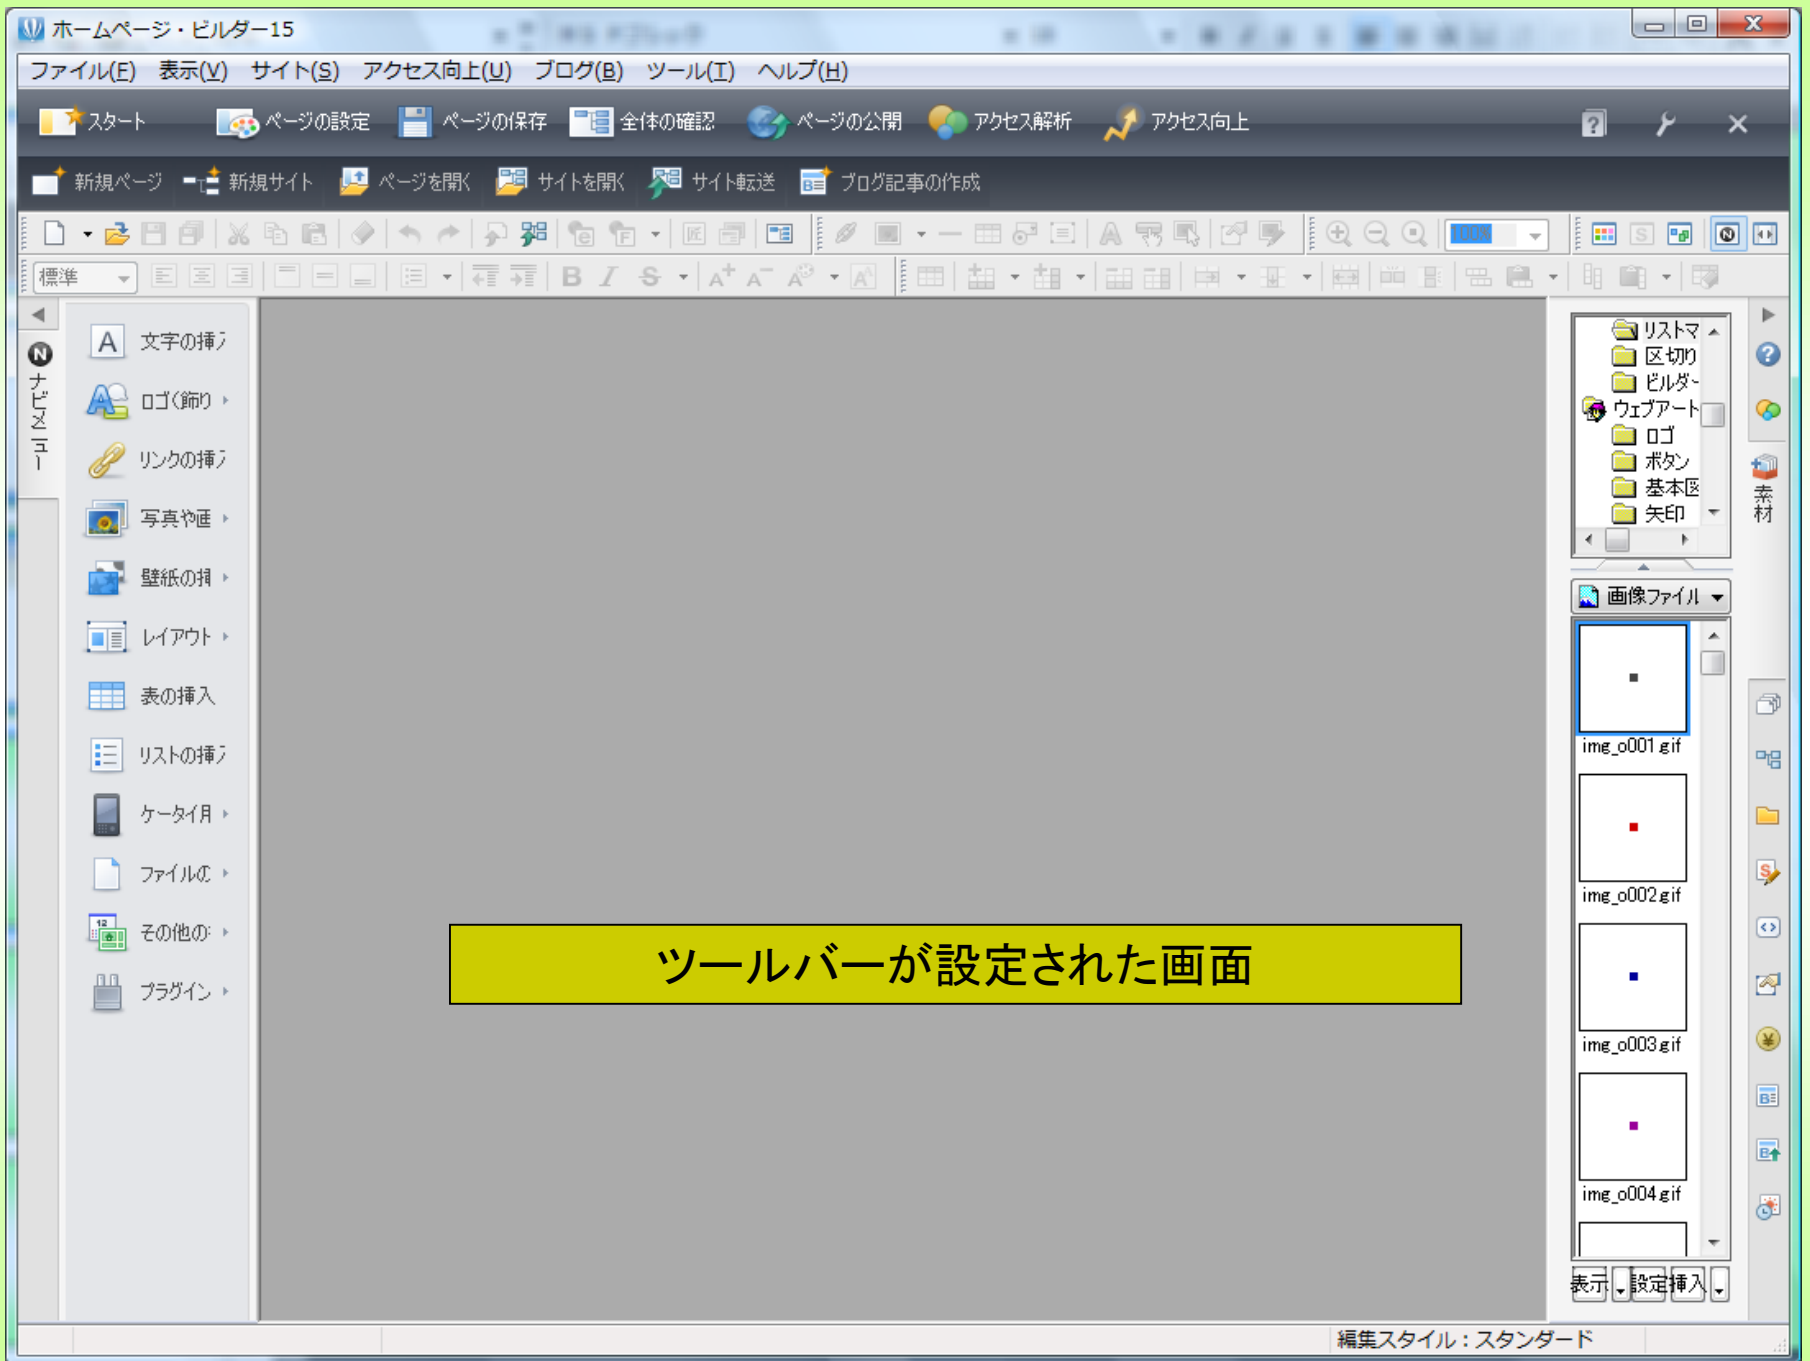 ホームページ・ビルダー15
ファイル(F) 表示(V) サイト(S) アクセス向上(U) ブログ(B) ツール(T) ヘルプ(H)
スタート ページの設定 ページの保存 全体の確認 ページの公開 アクセス解析 アクセス向上
新規ページ 新規サイト ページを開く サイトを開く サイト転送 ブログ記事の作成
100%
標準
ナビメニュー
文字の挿入
ロゴ(飾り
リンクの挿入
写真や画
壁紙の挿
レイアウト
表の挿入
リストの挿入
ケータイ用
ファイルの
その他の
プラグイン
リストマ
区切り
ビルダー
ウェブアート
ロゴ
ボタン
基本図
矢印
素材
画像ファイル
img_o001.gif
img_o002.gif
img_o003.gif
img_o004.gif
表示 設定 挿入
ツールバーが設定された画面
編集スタイル：スタンダード